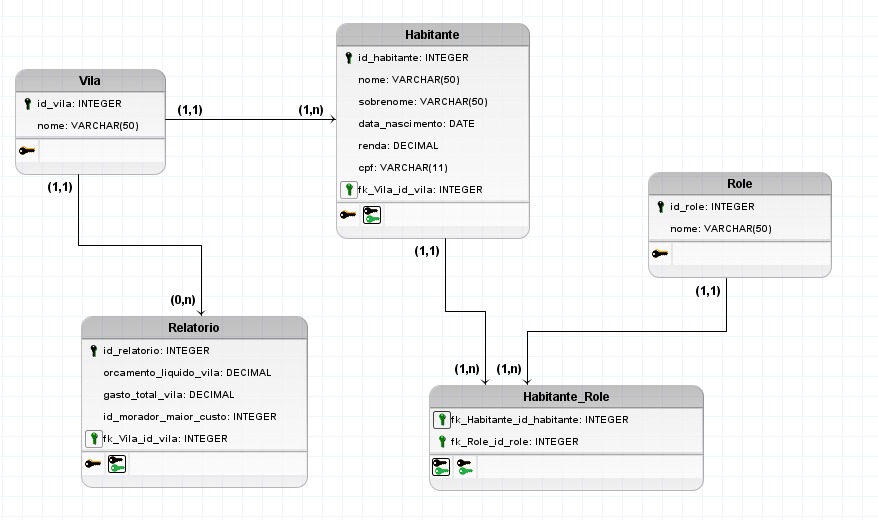 Vila
id_vila: INTEGER
nome: VARCHAR(50)
(1,1)
(1,n)
Habitante
id_habitante: INTEGER
nome: VARCHAR(50)
sobrenome: VARCHAR(50)
data_nascimento: DATE
renda: DECIMAL
cpf: VARCHAR(11)
fk_Vila_id_vila: INTEGER
Role
id_role: INTEGER
nome: VARCHAR(50)
(1,1)
(0,n)
(1,1)
(1,1)
Relatorio
id_relatorio: INTEGER
orcamento_liquido_vila: DECIMAL
gasto_total_vila: DECIMAL
id_morador_maior_custo: INTEGER
fk_Vila_id_vila: INTEGER
(1,n)
(1,n)
Habitante_Role
fk_Habitante_id_habitante: INTEGER
fk_Role_id_role: INTEGER